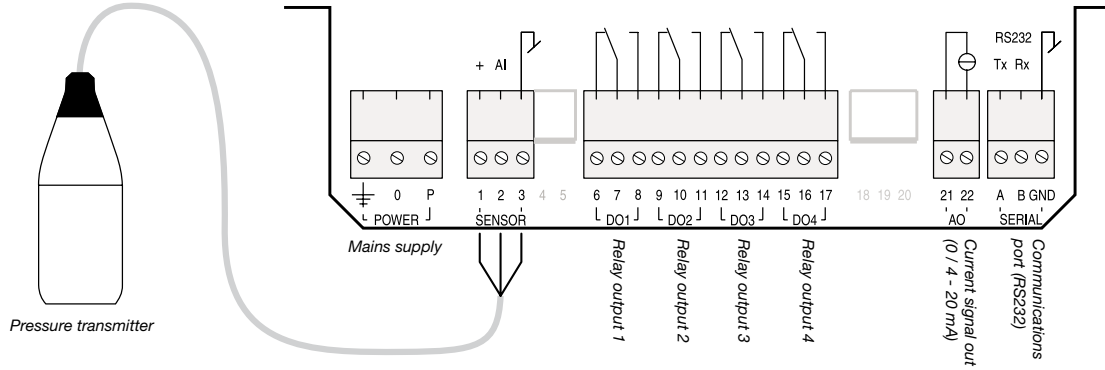 RS232
+ AI
Tx Rx
0 P
1 2 3 4 5
6 7 8 9 10 11 12 13 14 15 16 17
18 19 20
21 22
A B GND
POWER
SENSOR
DO1
DO2
DO3
DO4
AO
SERIAL
Mains supply
Relay output 1
Relay output 2
Relay output 3
Relay output 4
Current signal out
(0 / 4 - 20 mA)
Communications
port (RS232)
Pressure transmitter